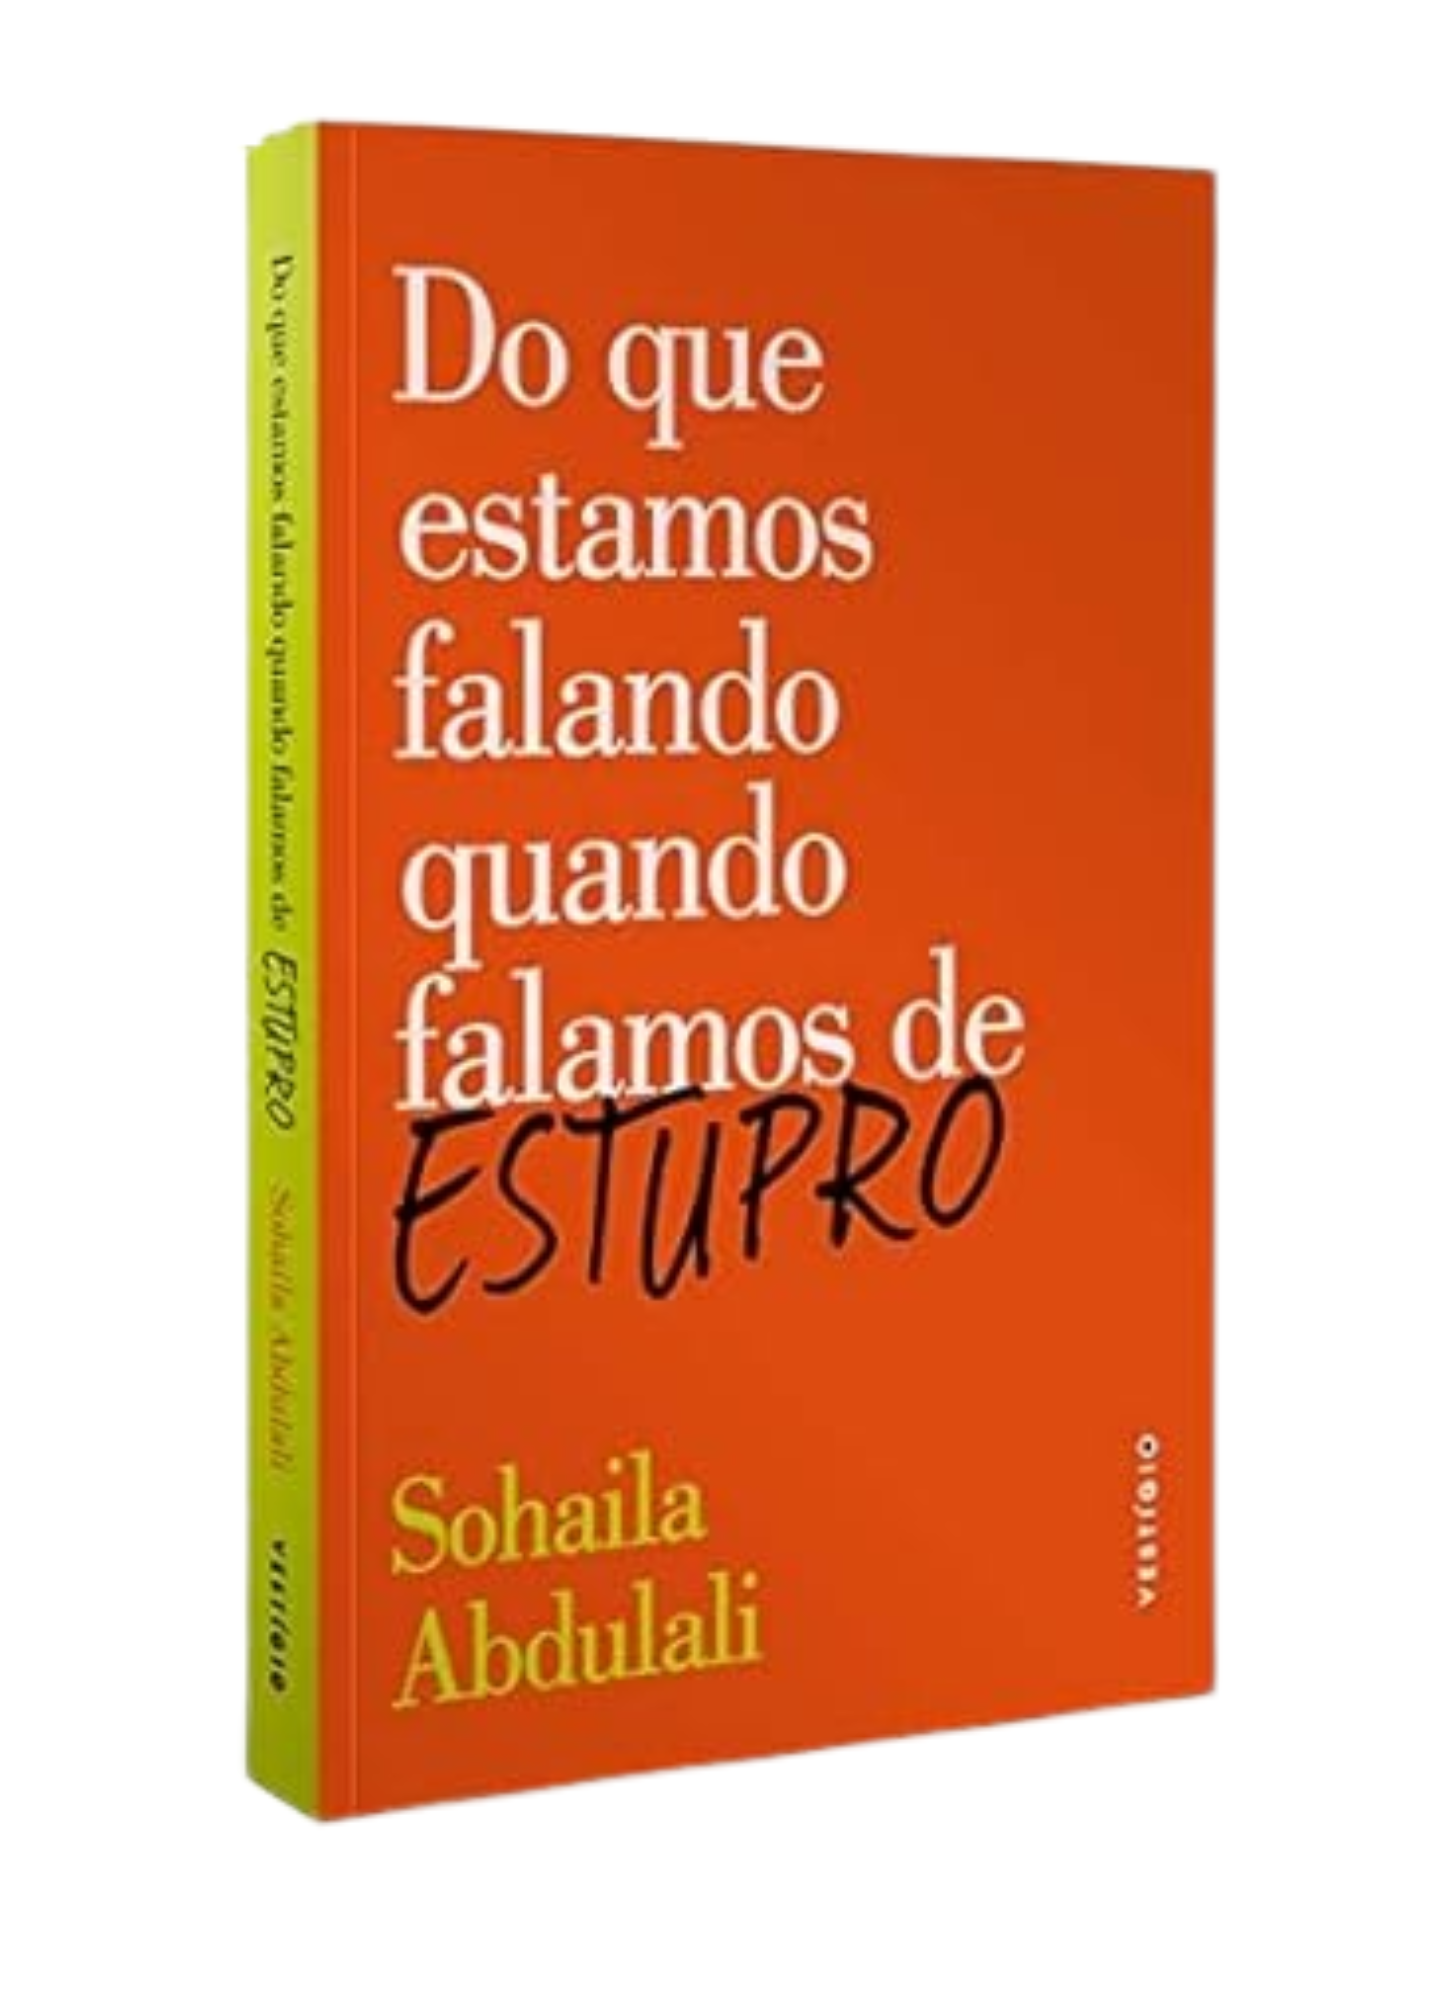 Do que
estamos
falando
quando
falamos de
ESTUPRO
Sohaila
Abdulali
VESTÍGIO
Do que estamos falando quando falamos de ESTUPRO Sohaila Abdulali VESTÍGIO